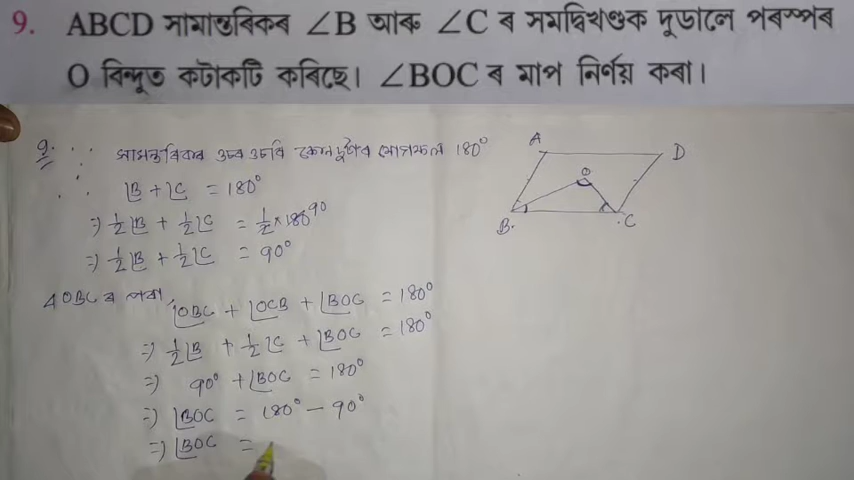 9. ABCD সামান্তৰিকৰ ∠B আৰু ∠C ৰ সমদ্বিখণ্ডক দুডালে পৰস্পৰ
O বিন্দুত কটাকটি কৰিছে। ∠BOC ৰ মাপ নিৰ্ণয় কৰা।
9. ∵ সামন্তৰিকৰ ওচৰ ওচৰি কোণ দুটাৰ যোগফল 180°
∴ ∠B + ∠C = 180°
⇒ 1/2∠B + 1/2∠C = 1/2 × 180° 90
⇒ 1/2∠B + 1/2∠C = 90°
△OBC ৰ পৰা,
∠OBC + ∠OCB + ∠BOC = 180°
⇒ 1/2∠B + 1/2∠C + ∠BOC = 180°
⇒ 90° + ∠BOC = 180°
⇒ ∠BOC = 180° − 90°
⇒ ∠BOC =
A
D
O
B
C